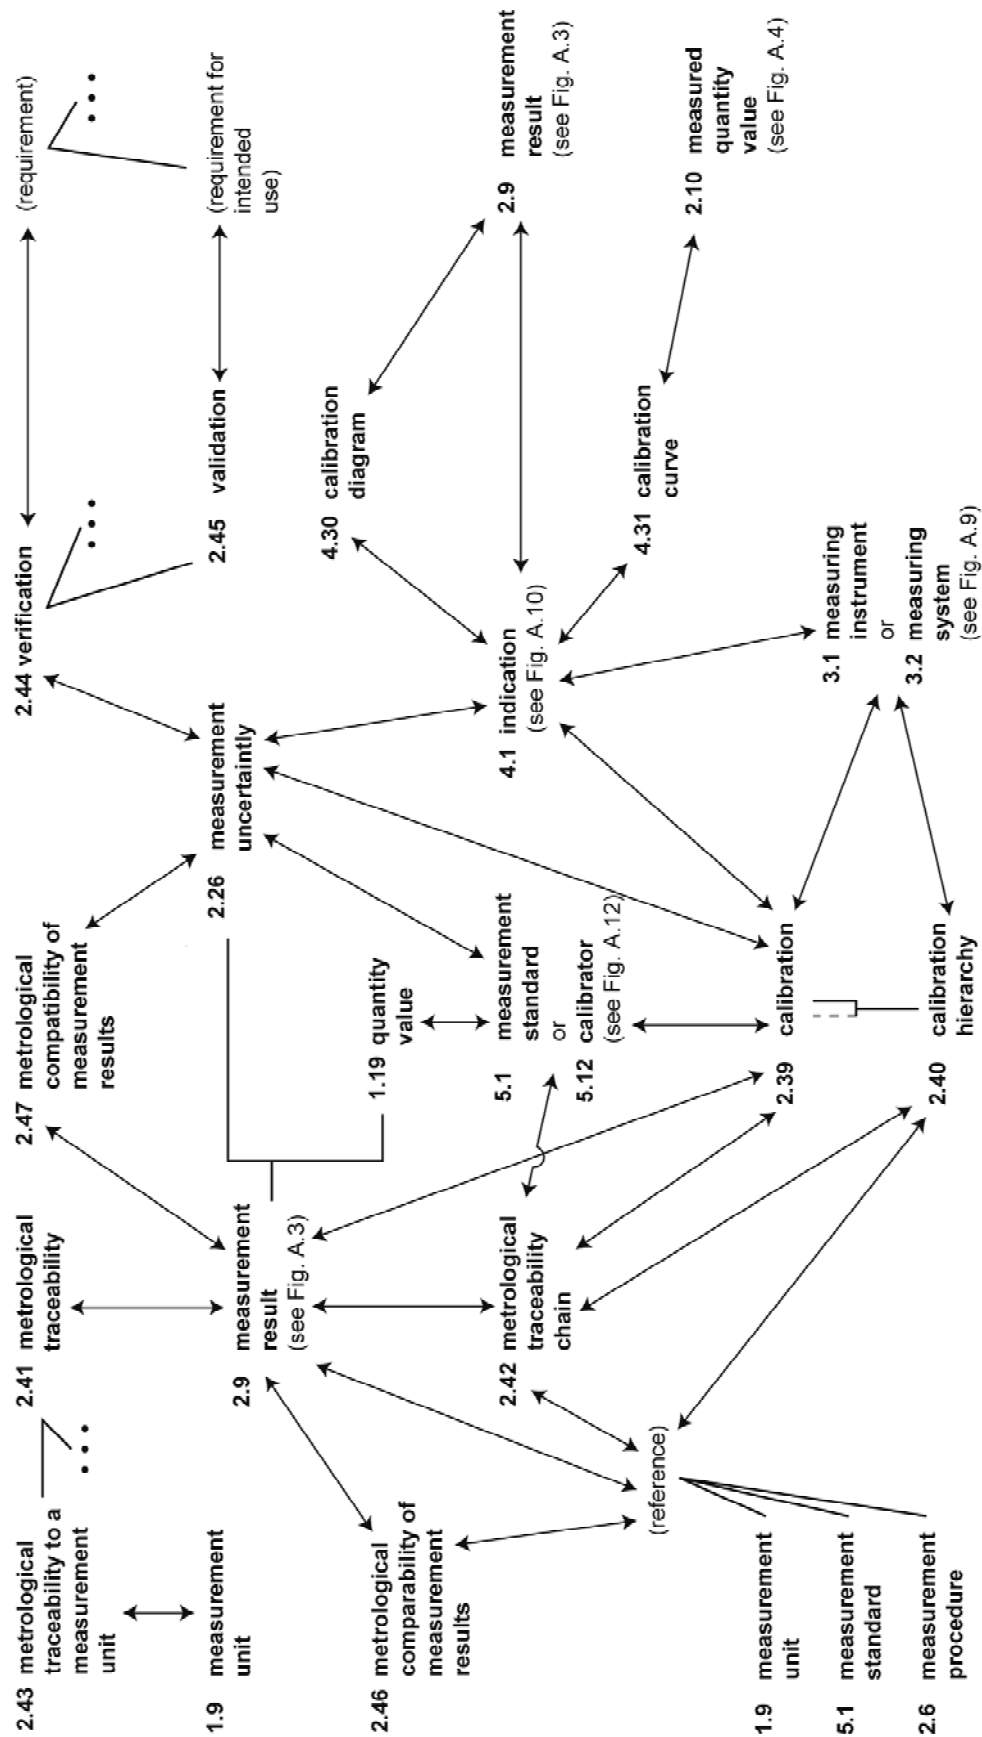 2.43 metrological
traceability to a
measurement
unit
2.41 metrological
traceability
2.47 metrological
compatibility of
measurement
results
2.44 verification
(requirement)
• • •
• • •
• • •
1.9 measurement
unit
2.9 measurement
result
(see Fig. A.3)
2.26 measurement
uncertaintly
2.45 validation
(requirement for
intended
use)
2.46 metrological
comparability of
measurement
results
1.19 quantity
value
4.30 calibration
diagram
2.42 metrological
traceability
chain
5.1 measurement
standard
or
5.12 calibrator
(see Fig. A.12)
4.1 indication
(see Fig. A.10)
2.9 measurement
result
(see Fig. A.3)
(reference)
4.31 calibration
curve
2.10 measured
quantity
value
(see Fig. A.4)
1.9 measurement
unit
5.1 measurement
standard
2.6 measurement
procedure
2.39 calibration
2.40 calibration
hierarchy
3.1 measuring
instrument
or
3.2 measuring
system
(see Fig. A.9)